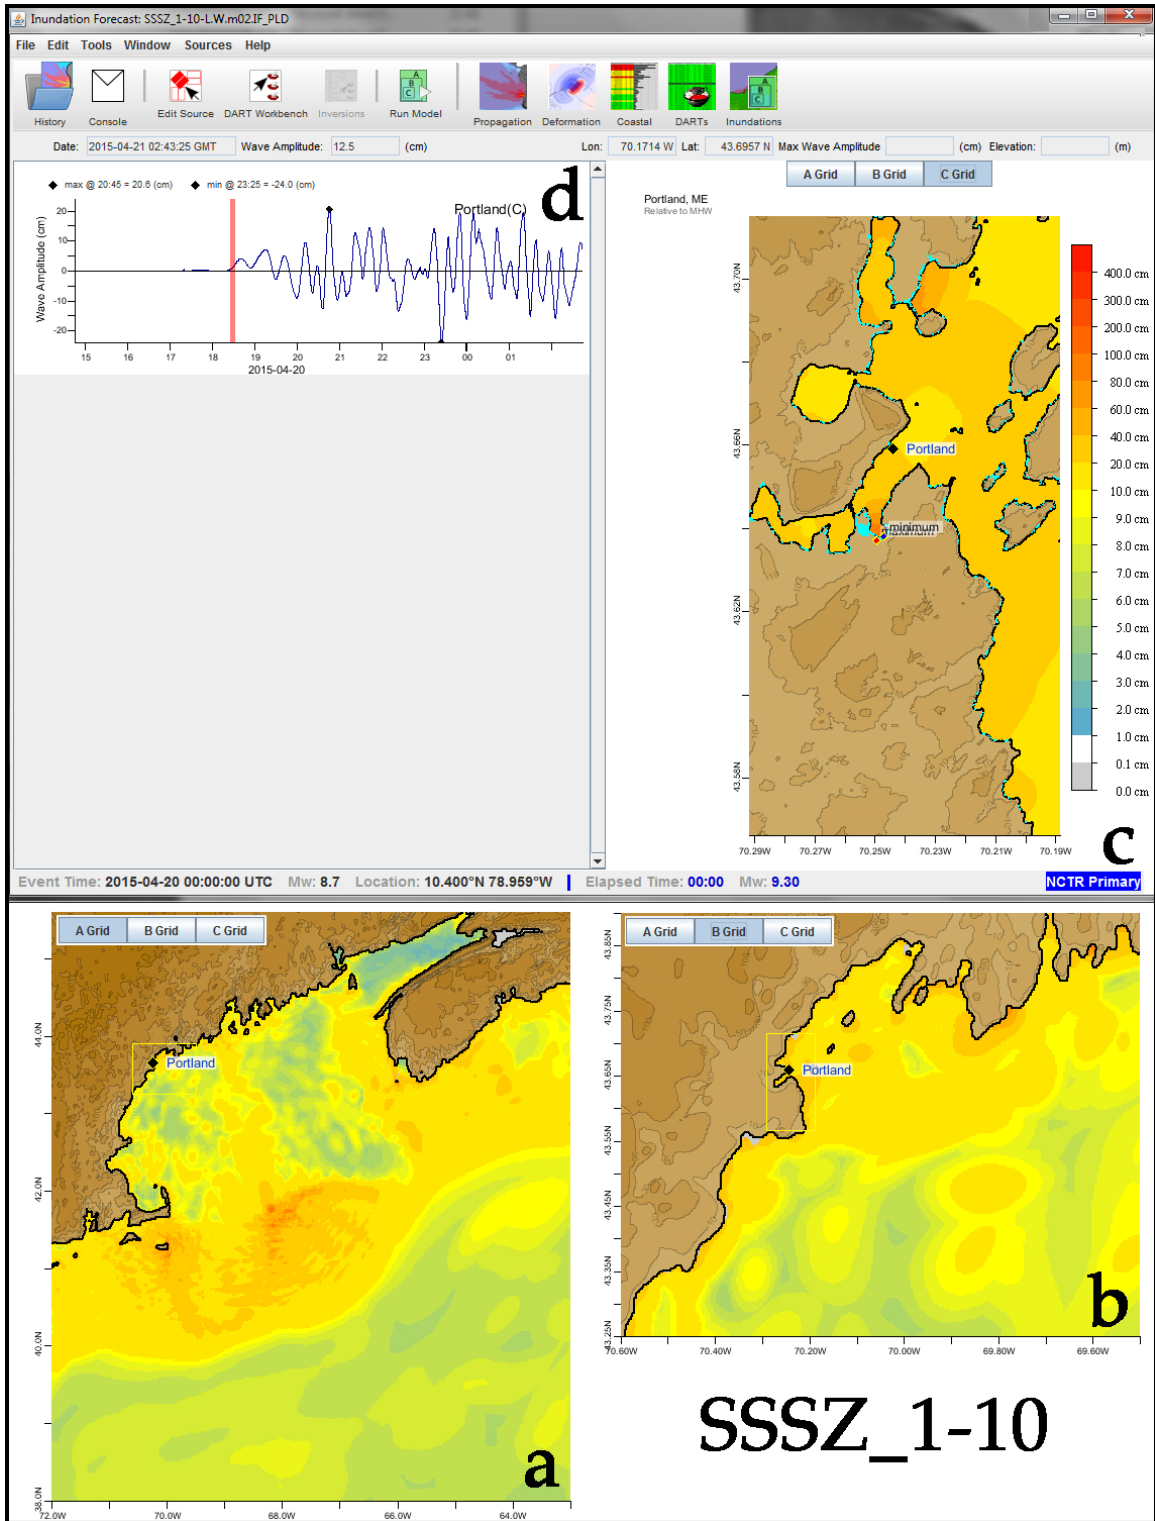 Inundation Forecast: SSSZ_1-10-L.W.m02.IF_PLD
File Edit Tools Window Sources Help
History Console Edit Source DART Workbench Inversions Run Model Propagation Deformation Coastal DARTs Inundations
Date: 2015-04-21 02:43:25 GMT Wave Amplitude: 12.5 (cm) Lon: 70.1714 W Lat: 43.6957 N Max Wave Amplitude (cm) Elevation: (m)
max @ 20:45 = 20.6 (cm) min @ 23:25 = -24.0 (cm)
d
Portland(C)
Wave Amplitude (cm)
20
10
0
-10
-20
15 16 17 18 19 20 21 22 23 00 01
2015-04-20
A Grid B Grid C Grid
Portland, ME
Relative to MHW
43.70N
43.66N
43.62N
43.58N
Portland
minimum
70.29W 70.27W 70.25W 70.23W 70.21W 70.19W
400.0 cm
300.0 cm
200.0 cm
100.0 cm
80.0 cm
60.0 cm
40.0 cm
20.0 cm
10.0 cm
9.0 cm
8.0 cm
7.0 cm
6.0 cm
5.0 cm
4.0 cm
3.0 cm
2.0 cm
1.0 cm
0.1 cm
0.0 cm
c
Event Time: 2015-04-20 00:00:00 UTC Mw: 8.7 Location: 10.400°N 78.959°W Elapsed Time: 00:00 Mw: 9.30 NCTR Primary
A Grid B Grid C Grid
44.0N
42.0N
40.0N
38.0N
Portland
72.0W 70.0W 68.0W 66.0W 64.0W
a
A Grid B Grid C Grid
43.85N
43.75N
43.65N
43.55N
43.45N
43.35N
43.25N
Portland
70.60W 70.40W 70.20W 70.00W 69.80W 69.60W
b
SSSZ_1-10